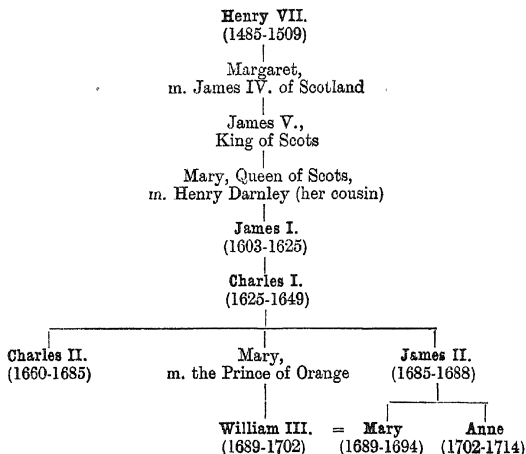 Henry VII.
(1485-1509)
Margaret,
m. James IV. of Scotland
James V.,
King of Scots
Mary, Queen of Scots,
m. Henry Darnley (her cousin)
James I.
(1603-1625)
Charles I.
(1625-1649)
Charles II. Mary, James II.
(1660-1685) m. the Prince of Orange (1685-1688)
William III. = Mary Anne
(1689-1702) (1689-1694) (1702-1714)